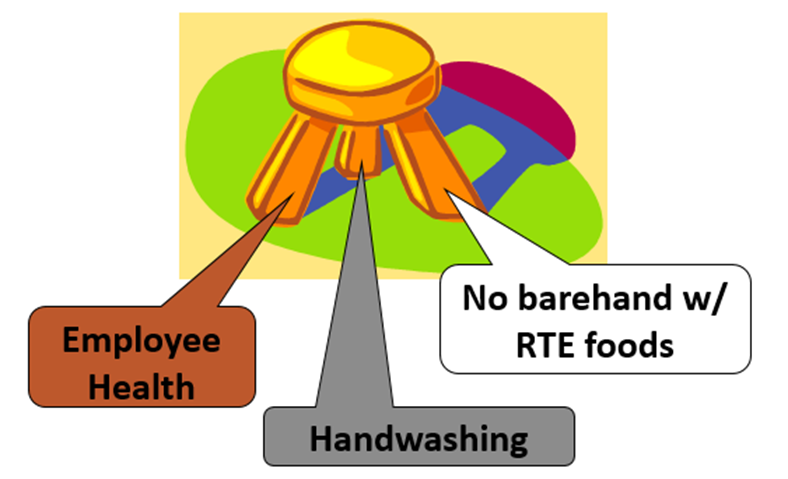 Employee
Health
Handwashing
No barehand w/
RTE foods